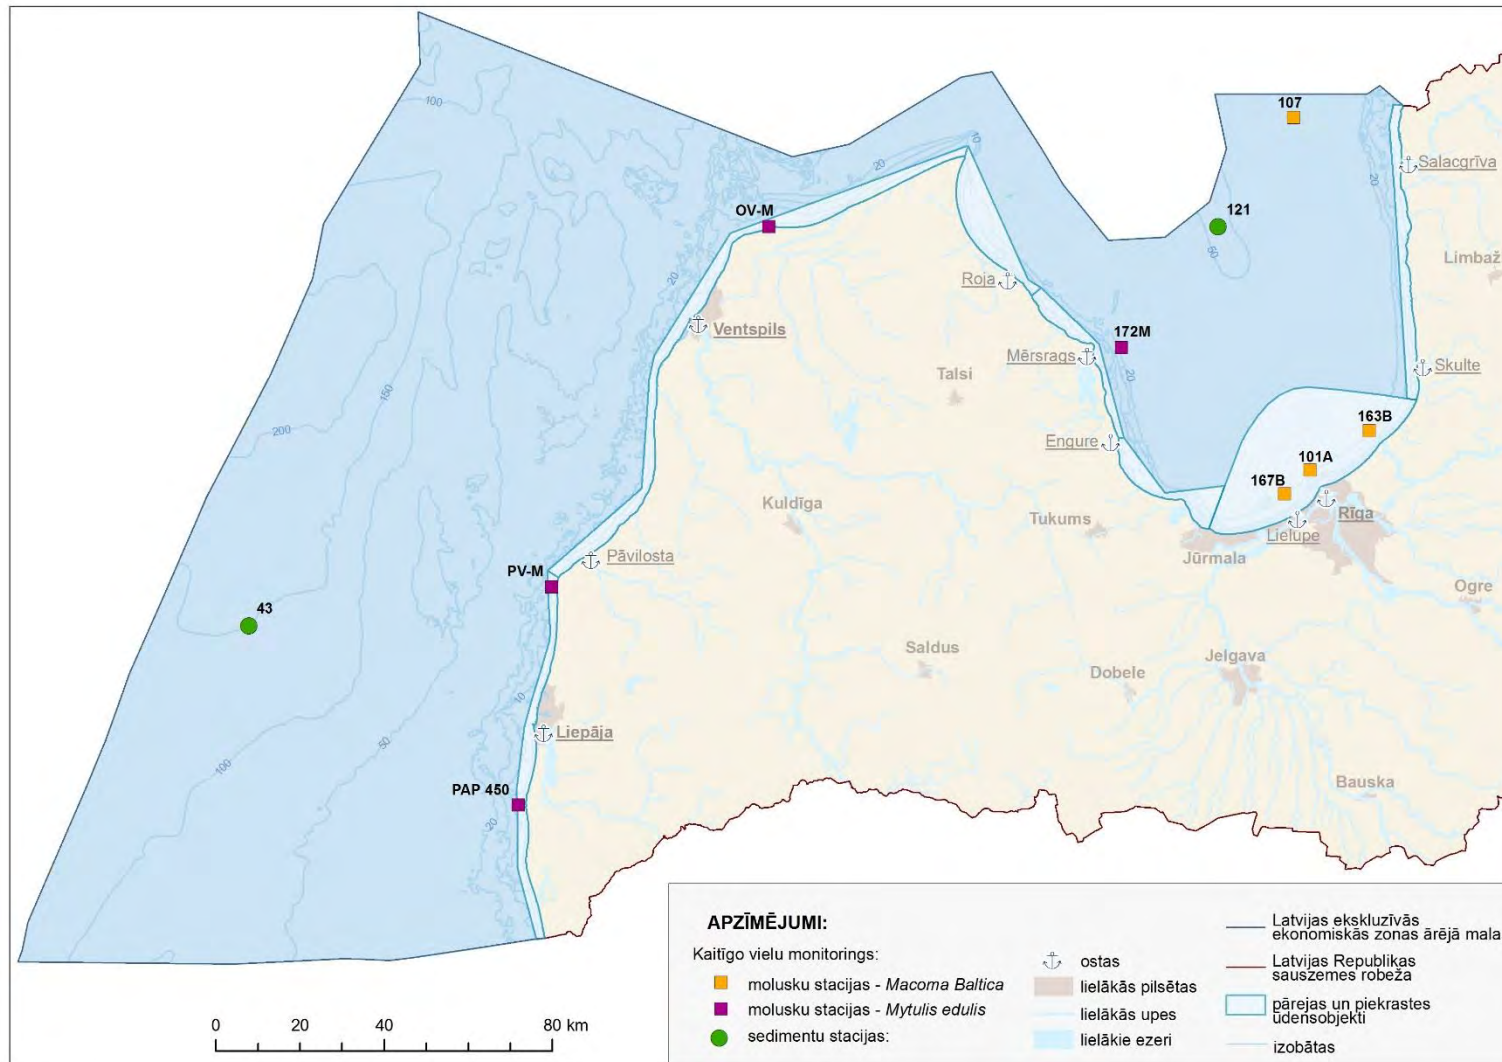 107
Salacgrīva
100
10
20
20
OV-M
121
60
Limbaž
Roja
20
Ventspils
172M
Mērsrags
Skulte
Talsi
20
150
163B
200
Engure
101A
167B
Kuldīga
Rīga
Tukums
Lielupe
Jūrmala
Pāvilosta
PV-M
Ogre
43
Saldus
Jelgava
Dobele
10
Liepāja
50
100
PAP 450
Bauska
20
APZĪMĒJUMI:
Kaitīgo vielu monitorings:
molusku stacijas - Macoma Baltica
molusku stacijas - Mytulis edulis
sedimentu stacijas:
ostas
lielākās pilsētas
lielākās upes
lielākie ezeri
Latvijas ekskluzīvās
ekonomiskās zonas ārējā mala
Latvijas Republikas
sauszemes robeža
pārejas un piekrastes
ūdensobjekti
izobātas
0 20 40 80 km